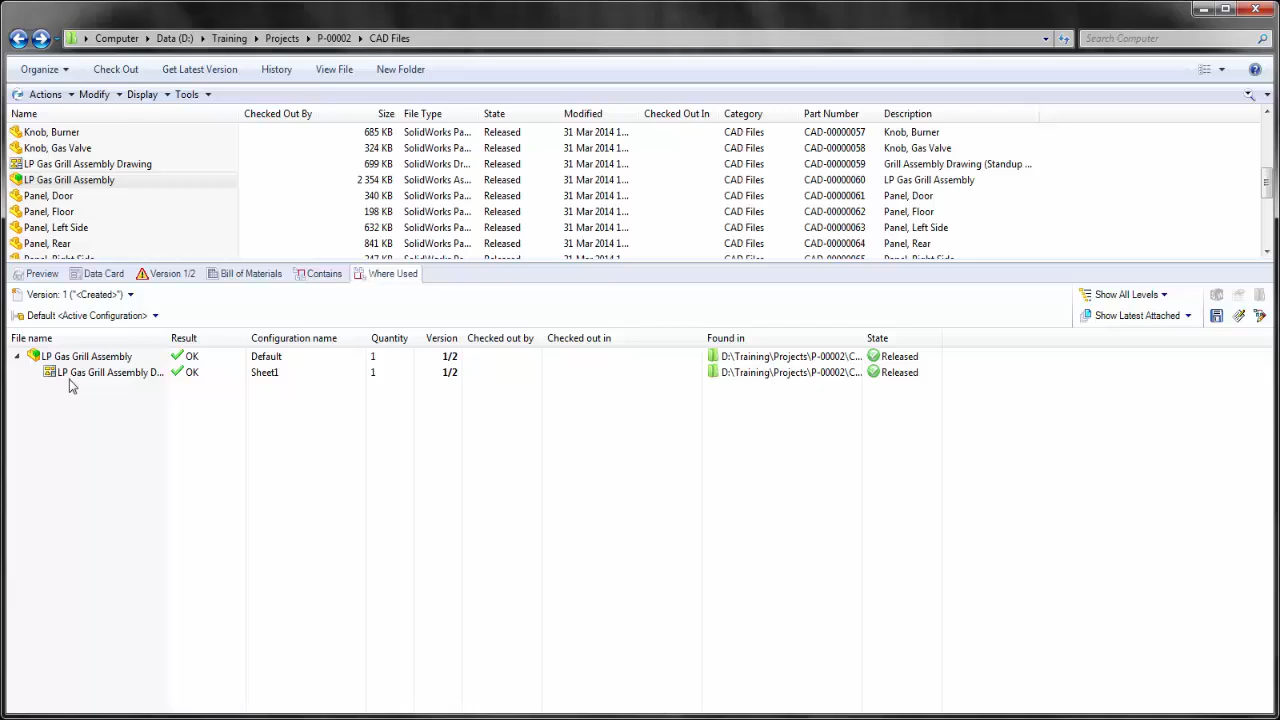 Computer Data (D:) Training Projects P-00002 CAD Files Search Computer
Organize Check Out Get Latest Version History View File New Folder
Actions Modify Display Tools
Name Checked Out By Size File Type State Modified Checked Out In Category Part Number Description
Knob, Burner 685 KB SolidWorks Pa... Released 31 Mar 2014 1... CAD Files CAD-00000057 Knob, Burner
Knob, Gas Valve 324 KB SolidWorks Pa... Released 31 Mar 2014 1... CAD Files CAD-00000058 Knob, Gas Valve
LP Gas Grill Assembly Drawing 699 KB SolidWorks Dr... Released 31 Mar 2014 1... CAD Files CAD-00000059 Grill Assembly Drawing (Standup ...
LP Gas Grill Assembly 2 354 KB SolidWorks As... Released 31 Mar 2014 1... CAD Files CAD-00000060 LP Gas Grill Assembly
Panel, Door 340 KB SolidWorks Pa... Released 31 Mar 2014 1... CAD Files CAD-00000061 Panel, Door
Panel, Floor 198 KB SolidWorks Pa... Released 31 Mar 2014 1... CAD Files CAD-00000062 Panel, Floor
Panel, Left Side 632 KB SolidWorks Pa... Released 31 Mar 2014 1... CAD Files CAD-00000063 Panel, Left Side
Panel, Rear 841 KB SolidWorks Pa... Released 31 Mar 2014 1... CAD Files CAD-00000064 Panel, Rear
Preview Data Card Version 1/2 Bill of Materials Contains Where Used
Version: 1 ("<Created>") Show All Levels
Default <Active Configuration> Show Latest Attached
File name Result Configuration name Quantity Version Checked out by Checked out in Found in State
LP Gas Grill Assembly OK Default 1 1/2 D:\Training\Projects\P-00002\C... Released
LP Gas Grill Assembly D... OK Sheet1 1 1/2 D:\Training\Projects\P-00002\C... Released